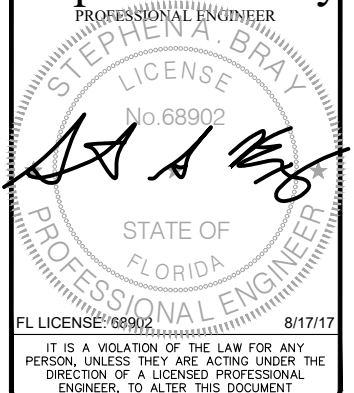 PROFESSIONAL ENGINEER
STEPHEN A. BRAY
LICENSE
No.68902
STATE OF
FLORIDA
PROFESSIONAL ENGINEER
FL LICENSE: 68902
8/17/17
IT IS A VIOLATION OF THE LAW FOR ANY
PERSON, UNLESS THEY ARE ACTING UNDER THE
DIRECTION OF A LICENSED PROFESSIONAL
ENGINEER, TO ALTER THIS DOCUMENT